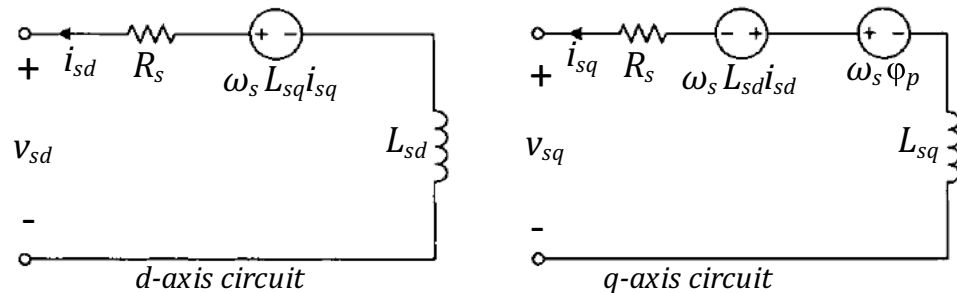 i_sd R_s ω_s L_sq i_sq
+ - 
+
v_sd
-
L_sd
d-axis circuit
i_sq R_s ω_s L_sd i_sd ω_s φ_p
- +
+ -
+
v_sq
-
L_sq
q-axis circuit